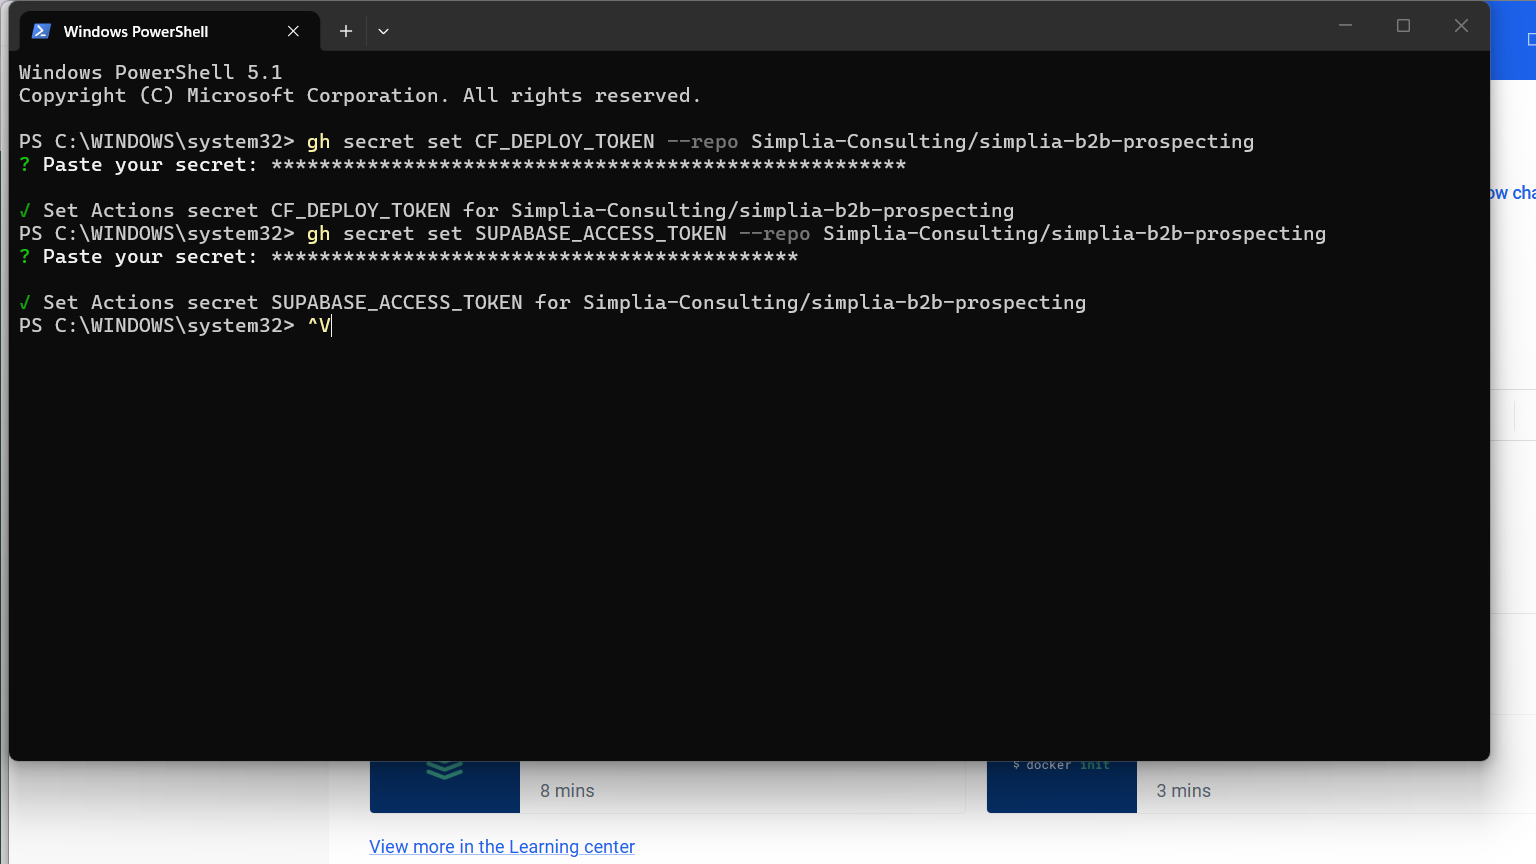 Windows PowerShell
Windows PowerShell 5.1
Copyright (C) Microsoft Corporation. All rights reserved.
PS C:\WINDOWS\system32> gh secret set CF_DEPLOY_TOKEN --repo Simplia-Consulting/simplia-b2b-prospecting
? Paste your secret: *****************************************************
√ Set Actions secret CF_DEPLOY_TOKEN for Simplia-Consulting/simplia-b2b-prospecting
PS C:\WINDOWS\system32> gh secret set SUPABASE_ACCESS_TOKEN --repo Simplia-Consulting/simplia-b2b-prospecting
? Paste your secret: ********************************************
√ Set Actions secret SUPABASE_ACCESS_TOKEN for Simplia-Consulting/simplia-b2b-prospecting
PS C:\WINDOWS\system32> ^V
$ docker init
8 mins
3 mins
View more in the Learning center